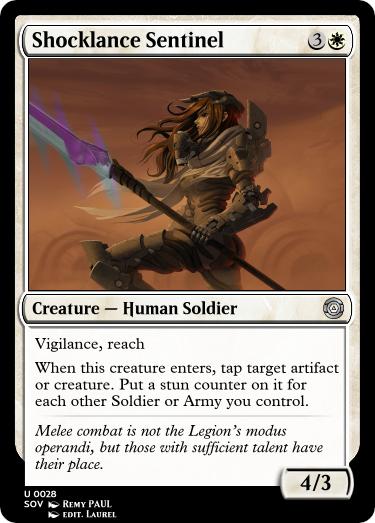 Shocklance Sentinel 3
Creature — Human Soldier
Vigilance, reach
When this creature enters, tap target artifact
or creature. Put a stun counter on it for
each other Soldier or Army you control.
Melee combat is not the Legion's modus
operandi, but those with sufficient talent have
their place.
4/3
U 0028
SOV Remy PAUL
edit. Laurel